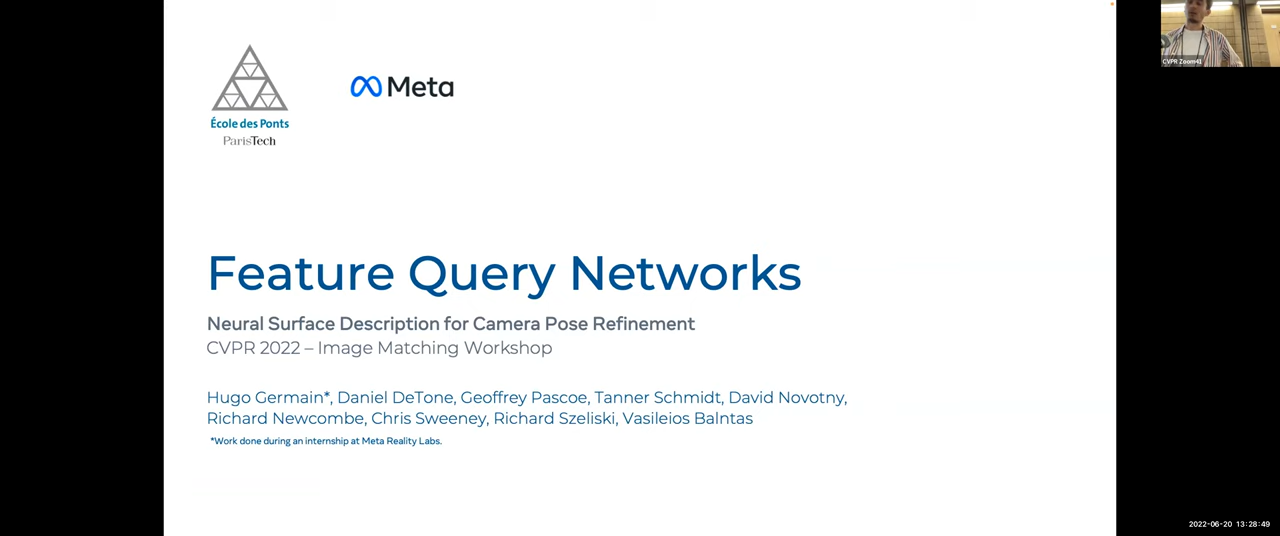 École des Ponts
ParisTech
Meta
CVPR Zoom41
Feature Query Networks
Neural Surface Description for Camera Pose Refinement
CVPR 2022 – Image Matching Workshop
Hugo Germain*, Daniel DeTone, Geoffrey Pascoe, Tanner Schmidt, David Novotny,
Richard Newcombe, Chris Sweeney, Richard Szeliski, Vasileios Balntas
*Work done during an internship at Meta Reality Labs.
2022-06-20 13:28:49